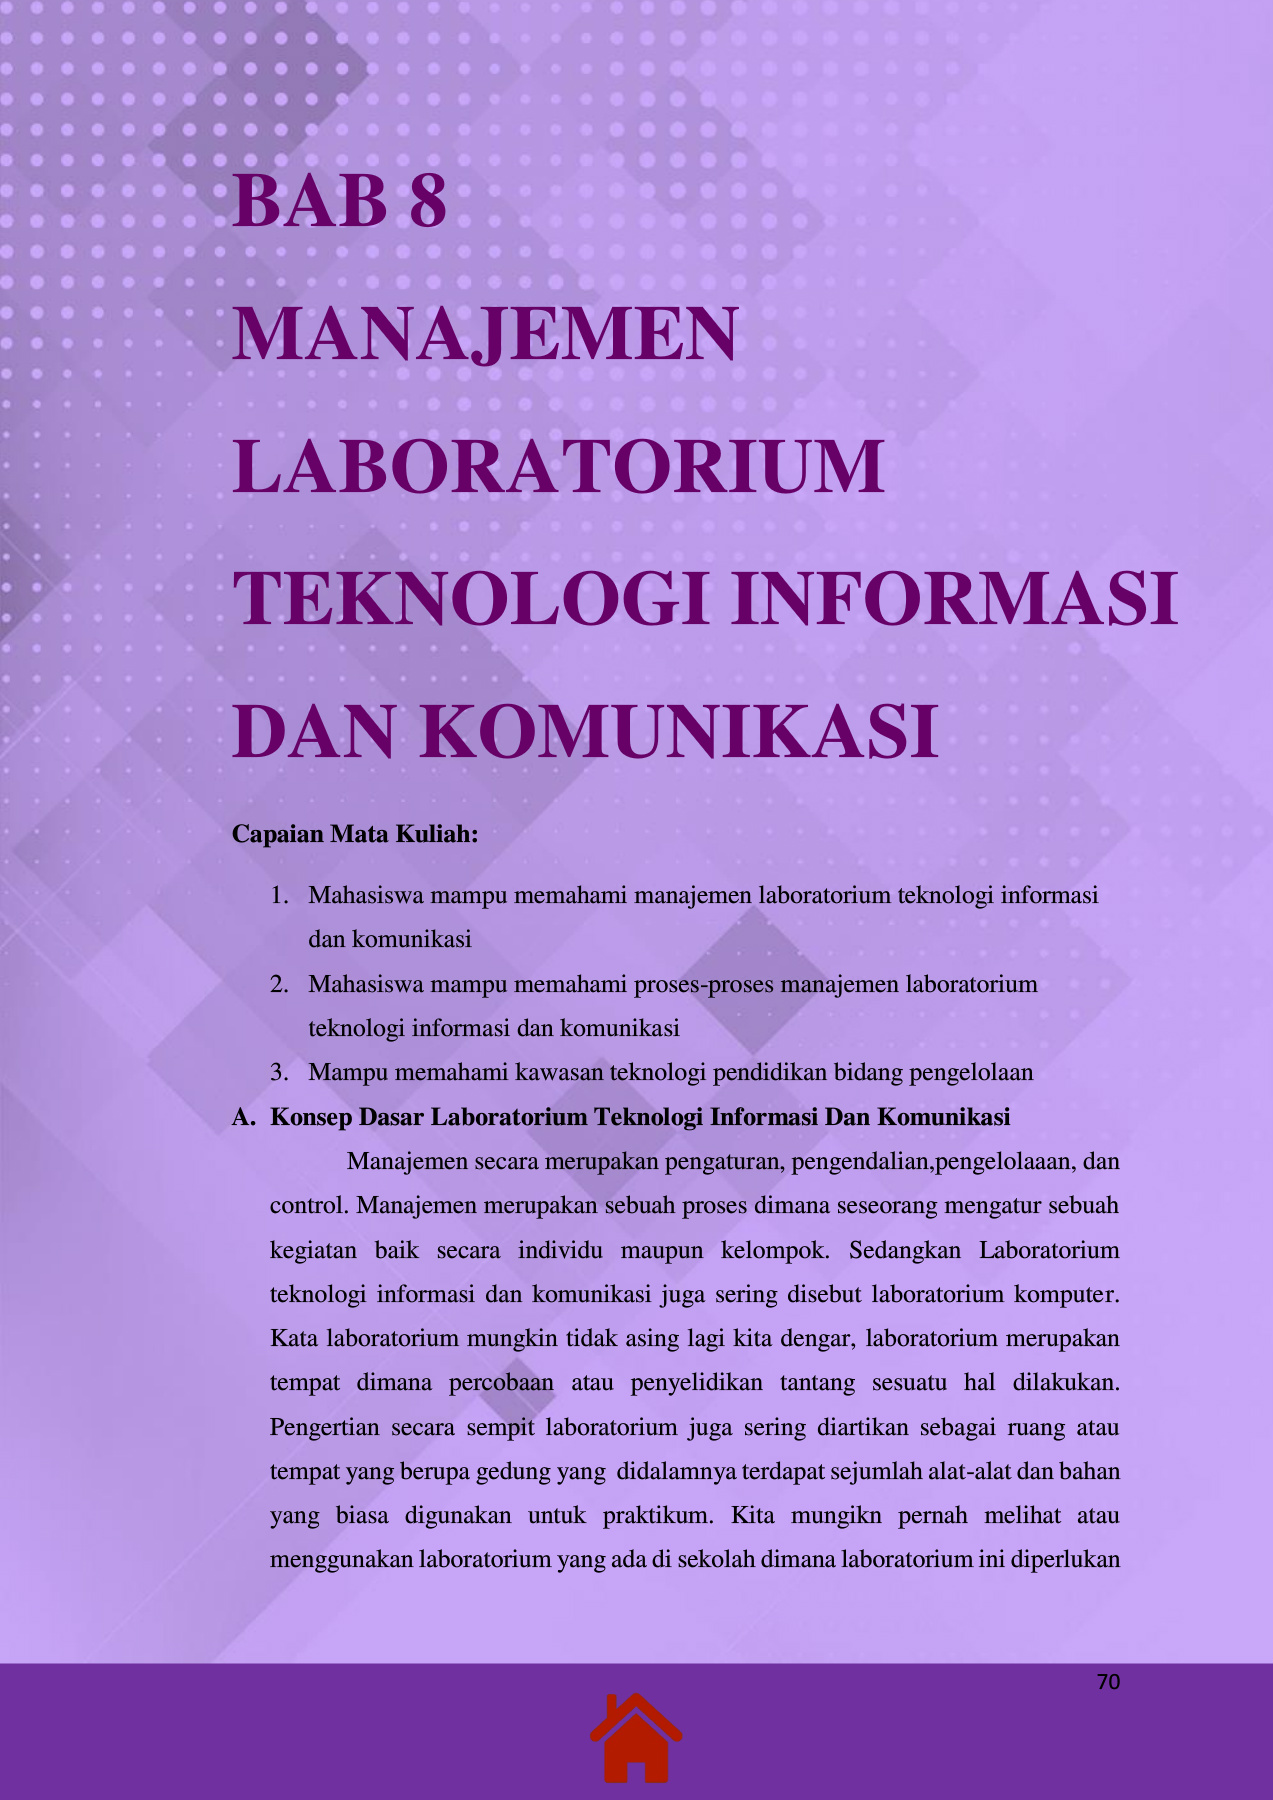 BAB 8
MANAJEMEN
LABORATORIUM
TEKNOLOGI INFORMASI
DAN KOMUNIKASI
Capaian Mata Kuliah:
1. Mahasiswa mampu memahami manajemen laboratorium teknologi informasi
dan komunikasi
2. Mahasiswa mampu memahami proses-proses manajemen laboratorium
teknologi informasi dan komunikasi
3. Mampu memahami kawasan teknologi pendidikan bidang pengelolaan
A. Konsep Dasar Laboratorium Teknologi Informasi Dan Komunikasi
Manajemen secara merupakan pengaturan, pengendalian,pengelolaaan, dan
control. Manajemen merupakan sebuah proses dimana seseorang mengatur sebuah
kegiatan baik secara individu maupun kelompok. Sedangkan Laboratorium
teknologi informasi dan komunikasi juga sering disebut laboratorium komputer.
Kata laboratorium mungkin tidak asing lagi kita dengar, laboratorium merupakan
tempat dimana percobaan atau penyelidikan tantang sesuatu hal dilakukan.
Pengertian secara sempit laboratorium juga sering diartikan sebagai ruang atau
tempat yang berupa gedung yang didalamnya terdapat sejumlah alat-alat dan bahan
yang biasa digunakan untuk praktikum. Kita mungikn pernah melihat atau
menggunakan laboratorium yang ada di sekolah dimana laboratorium ini diperlukan
70